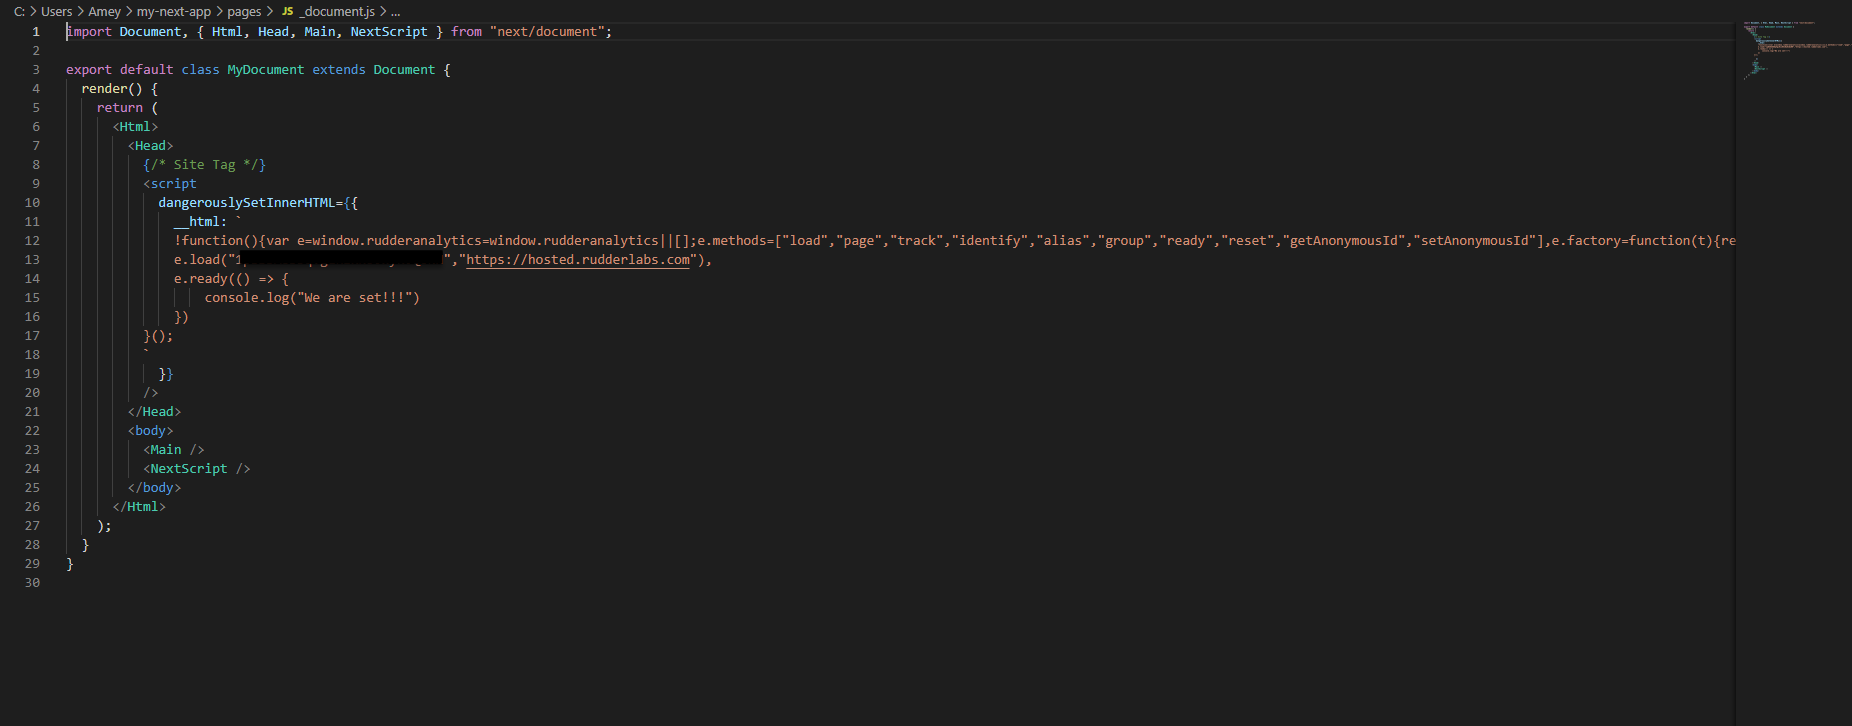 C: > Users > Amey > my-next-app > pages > JS _document.js > ...
1 import Document, { Html, Head, Main, NextScript } from "next/document";
2
3 export default class MyDocument extends Document {
4 render() {
5 return (
6 <Html>
7 <Head>
8 {/* Site Tag */}
9 <script
10 dangerouslySetInnerHTML={{
11 __html: `
12 !function(){var e=window.rudderanalytics=window.rudderanalytics||[];e.methods=["load","page","track","identify","alias","group","ready","reset","getAnonymousId","setAnonymousId"],e.factory=function(t){re
13 e.load("1","https://hosted.rudderlabs.com"),
14 e.ready(() => {
15 console.log("We are set!!!")
16 })
17 }();
18 `
19 }}
20 />
21 </Head>
22 <body>
23 <Main />
24 <NextScript />
25 </body>
26 </Html>
27 );
28 }
29 }
30